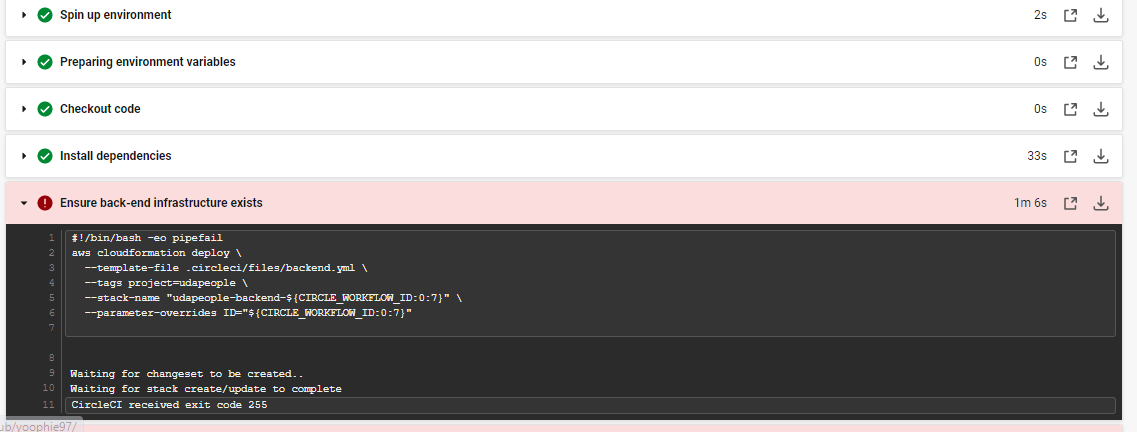 Spin up environment 2s
Preparing environment variables 0s
Checkout code 0s
Install dependencies 33s
Ensure back-end infrastructure exists 1m 6s
1 #!/bin/bash -eo pipefail
2 aws cloudformation deploy \
3 --template-file .circleci/files/backend.yml \
4 --tags project=udapeople \
5 --stack-name "udapeople-backend-${CIRCLE_WORKFLOW_ID:0:7}" \
6 --parameter-overrides ID="${CIRCLE_WORKFLOW_ID:0:7}"
7
8
9 Waiting for changeset to be created..
10 Waiting for stack create/update to complete
11 CircleCI received exit code 255
ub/yoophie97/